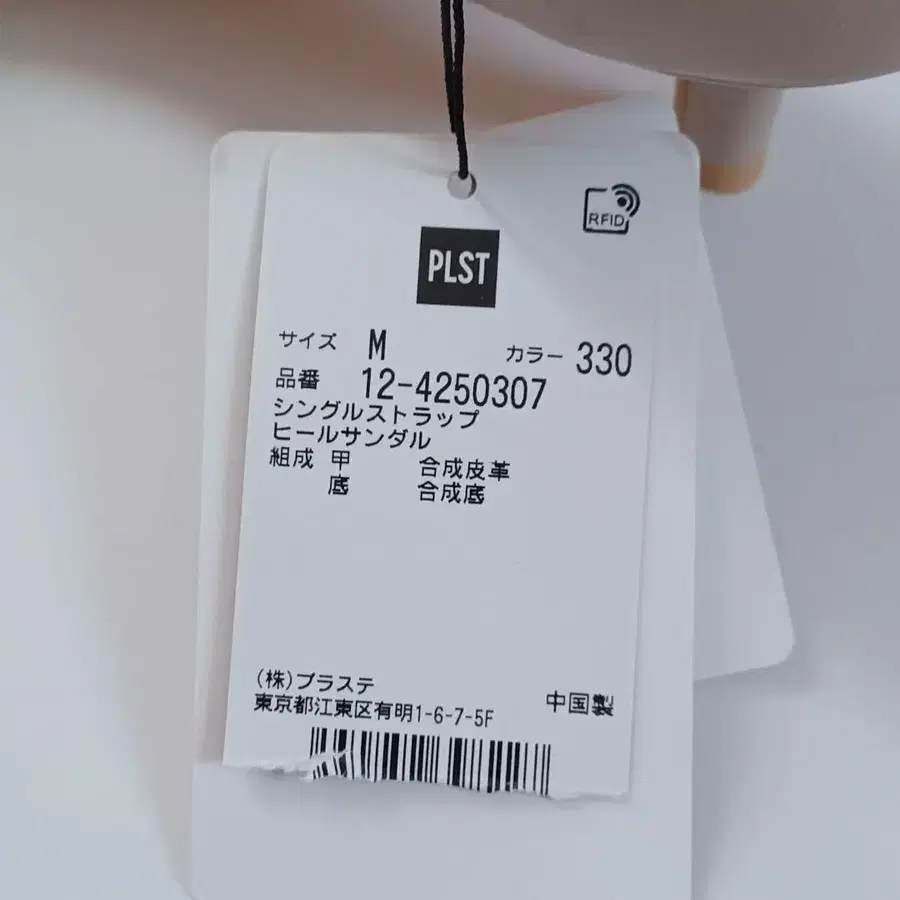 RFID
PLST
サイズ M カラー 330
品番 12-4250307
シングルストラップ
ヒールサンダル
組成 甲 合成皮革
底 合成底
(株)プラステ
東京都江東区有明1-6-7-5F 中国製